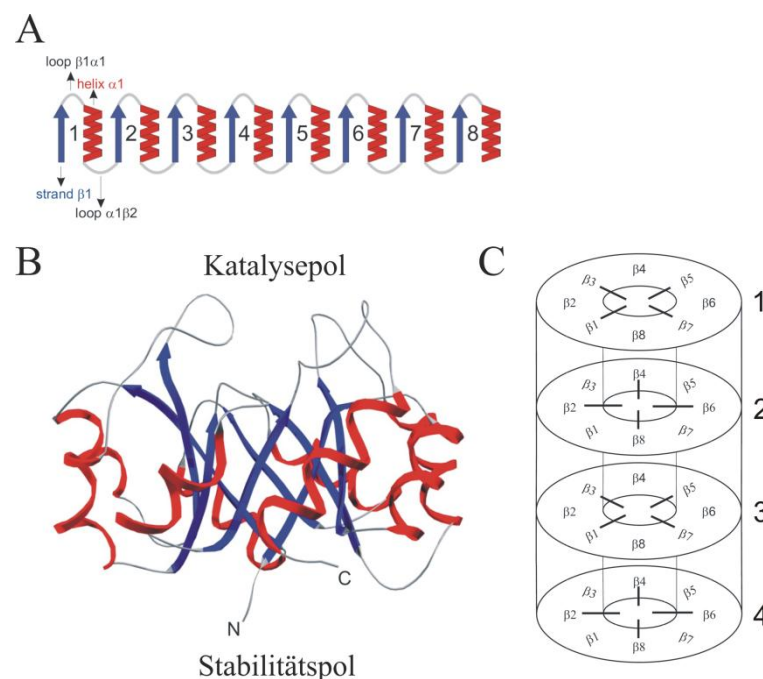 A
loop β1α1
helix α1
1 2 3 4 5 6 7 8
strand β1
loop α1β2
B
Katalysepol
C
N
Stabilitätspol
C
β4
β3 β5
β2 β6 1
β1 β7
β8
β4
β3 β5
β2 β6 2
β1 β7
β8
β4
β3 β5
β2 β6 3
β1 β7
β8
β4
β3 β5
β2 β6 4
β1 β7
β8